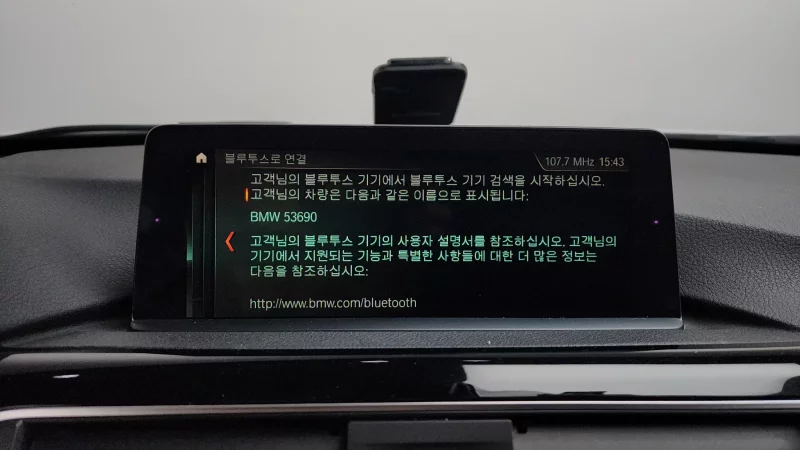 블루투스로 연결
107.7 MHz 15:43
고객님의 블루투스 기기에서 블루투스 기기 검색을 시작하십시오.
고객님의 차량은 다음과 같은 이름으로 표시됩니다:
BMW 53690
고객님의 블루투스 기기의 사용자 설명서를 참조하십시오. 고객님의
기기에서 지원되는 기능과 특별한 사항들에 대한 더 많은 정보는
다음을 참조하십시오:
http://www.bmw.com/bluetooth